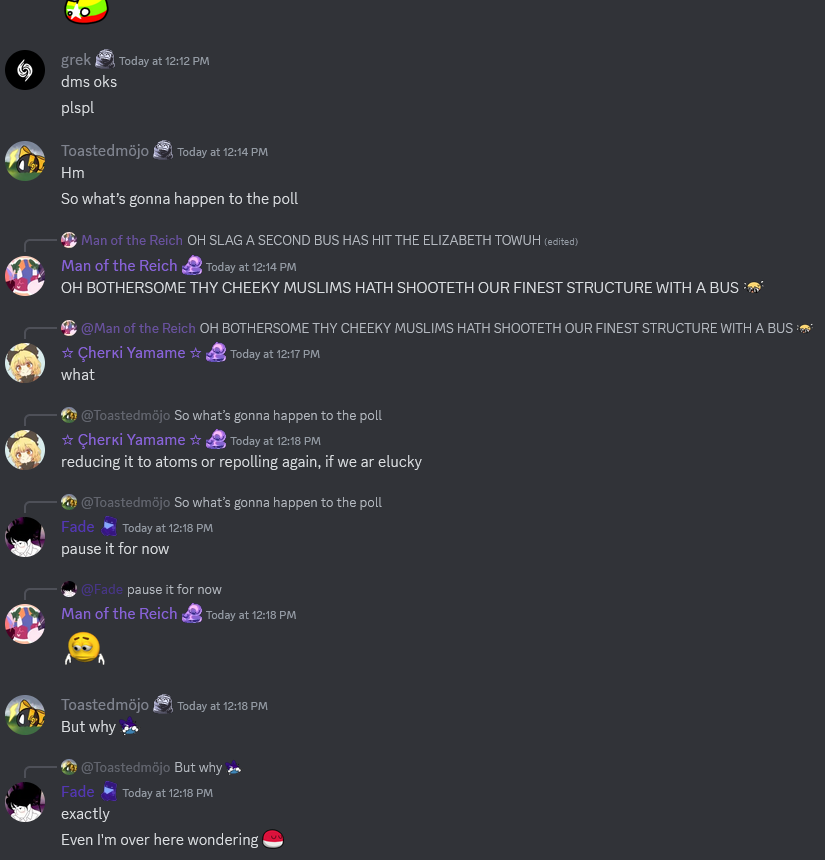 grek Today at 12:12 PM
dms oks
plspl
Toastedmöjo Today at 12:14 PM
Hm
So what's gonna happen to the poll
Man of the Reich OH SLAG A SECOND BUS HAS HIT THE ELIZABETH TOWUH (edited)
Man of the Reich Today at 12:14 PM
OH BOTHERSOME THY CHEEKY MUSLIMS HATH SHOOTETH OUR FINEST STRUCTURE WITH A BUS
@Man of the Reich OH BOTHERSOME THY CHEEKY MUSLIMS HATH SHOOTETH OUR FINEST STRUCTURE WITH A BUS
☆ Çherкi Yamame ☆ Today at 12:17 PM
what
@Toastedmöjo So what's gonna happen to the poll
☆ Çherкi Yamame ☆ Today at 12:18 PM
reducing it to atoms or repolling again, if we ar elucky
@Toastedmöjo So what's gonna happen to the poll
Fade Today at 12:18 PM
pause it for now
@Fade pause it for now
Man of the Reich Today at 12:18 PM
Toastedmöjo Today at 12:18 PM
But why
@Toastedmöjo But why
Fade Today at 12:18 PM
exactly
Even I'm over here wondering